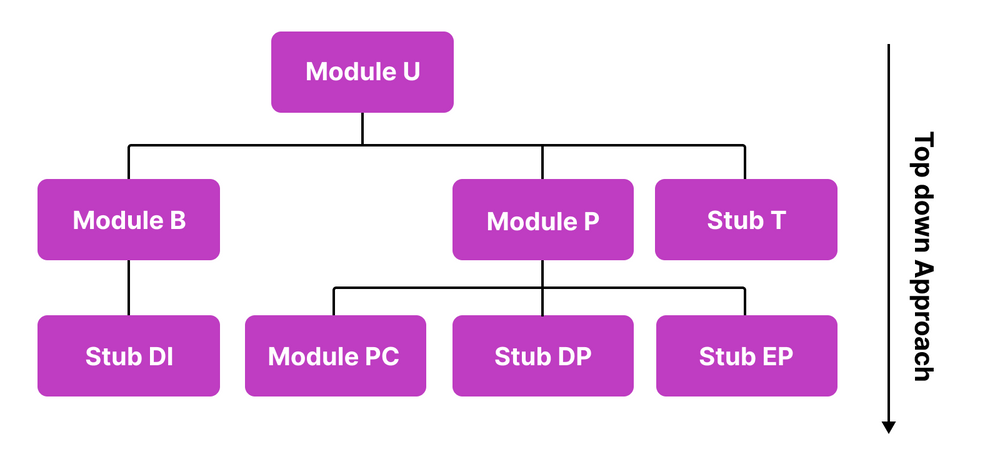 Module U
Module B
Module P
Stub T
Stub DI
Module PC
Stub DP
Stub EP
Top down Approach